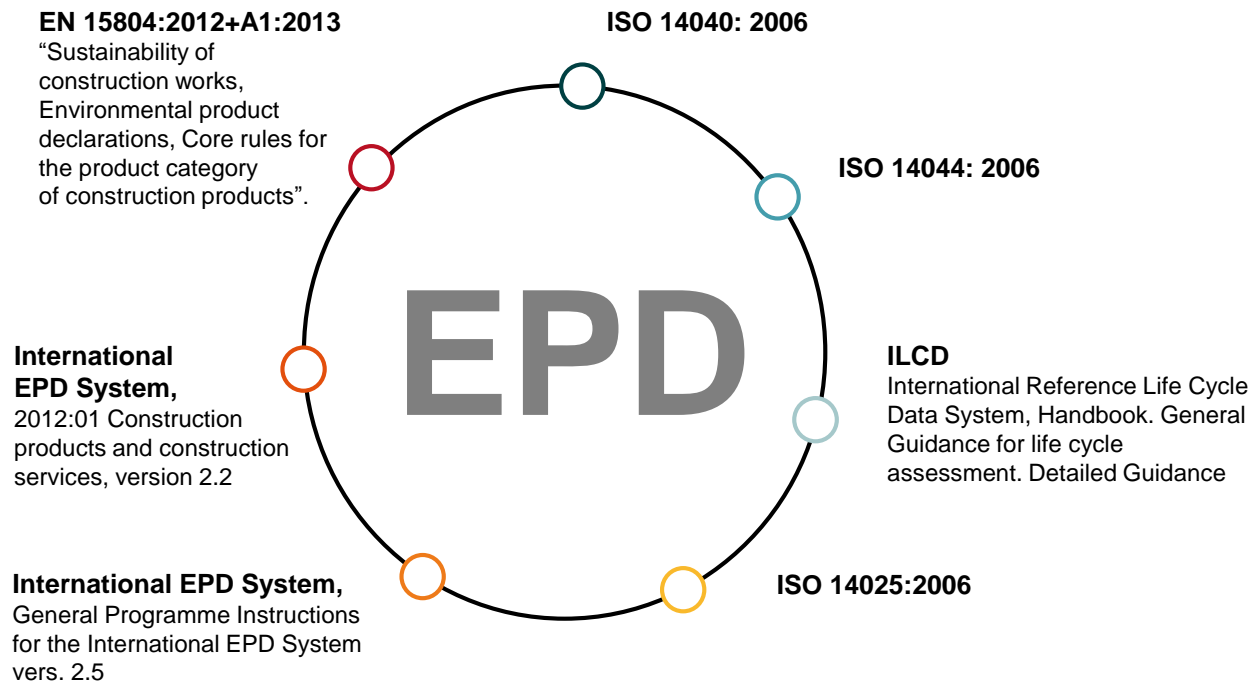 EN 15804:2012+A1:2013
“Sustainability of
construction works,
Environmental product
declarations, Core rules for
the product category
of construction products”.
ISO 14040: 2006
ISO 14044: 2006
EPD
International
EPD System,
2012:01 Construction
products and construction
services, version 2.2
ILCD
International Reference Life Cycle
Data System, Handbook. General
Guidance for life cycle
assessment. Detailed Guidance
International EPD System,
General Programme Instructions
for the International EPD System
vers. 2.5
ISO 14025:2006